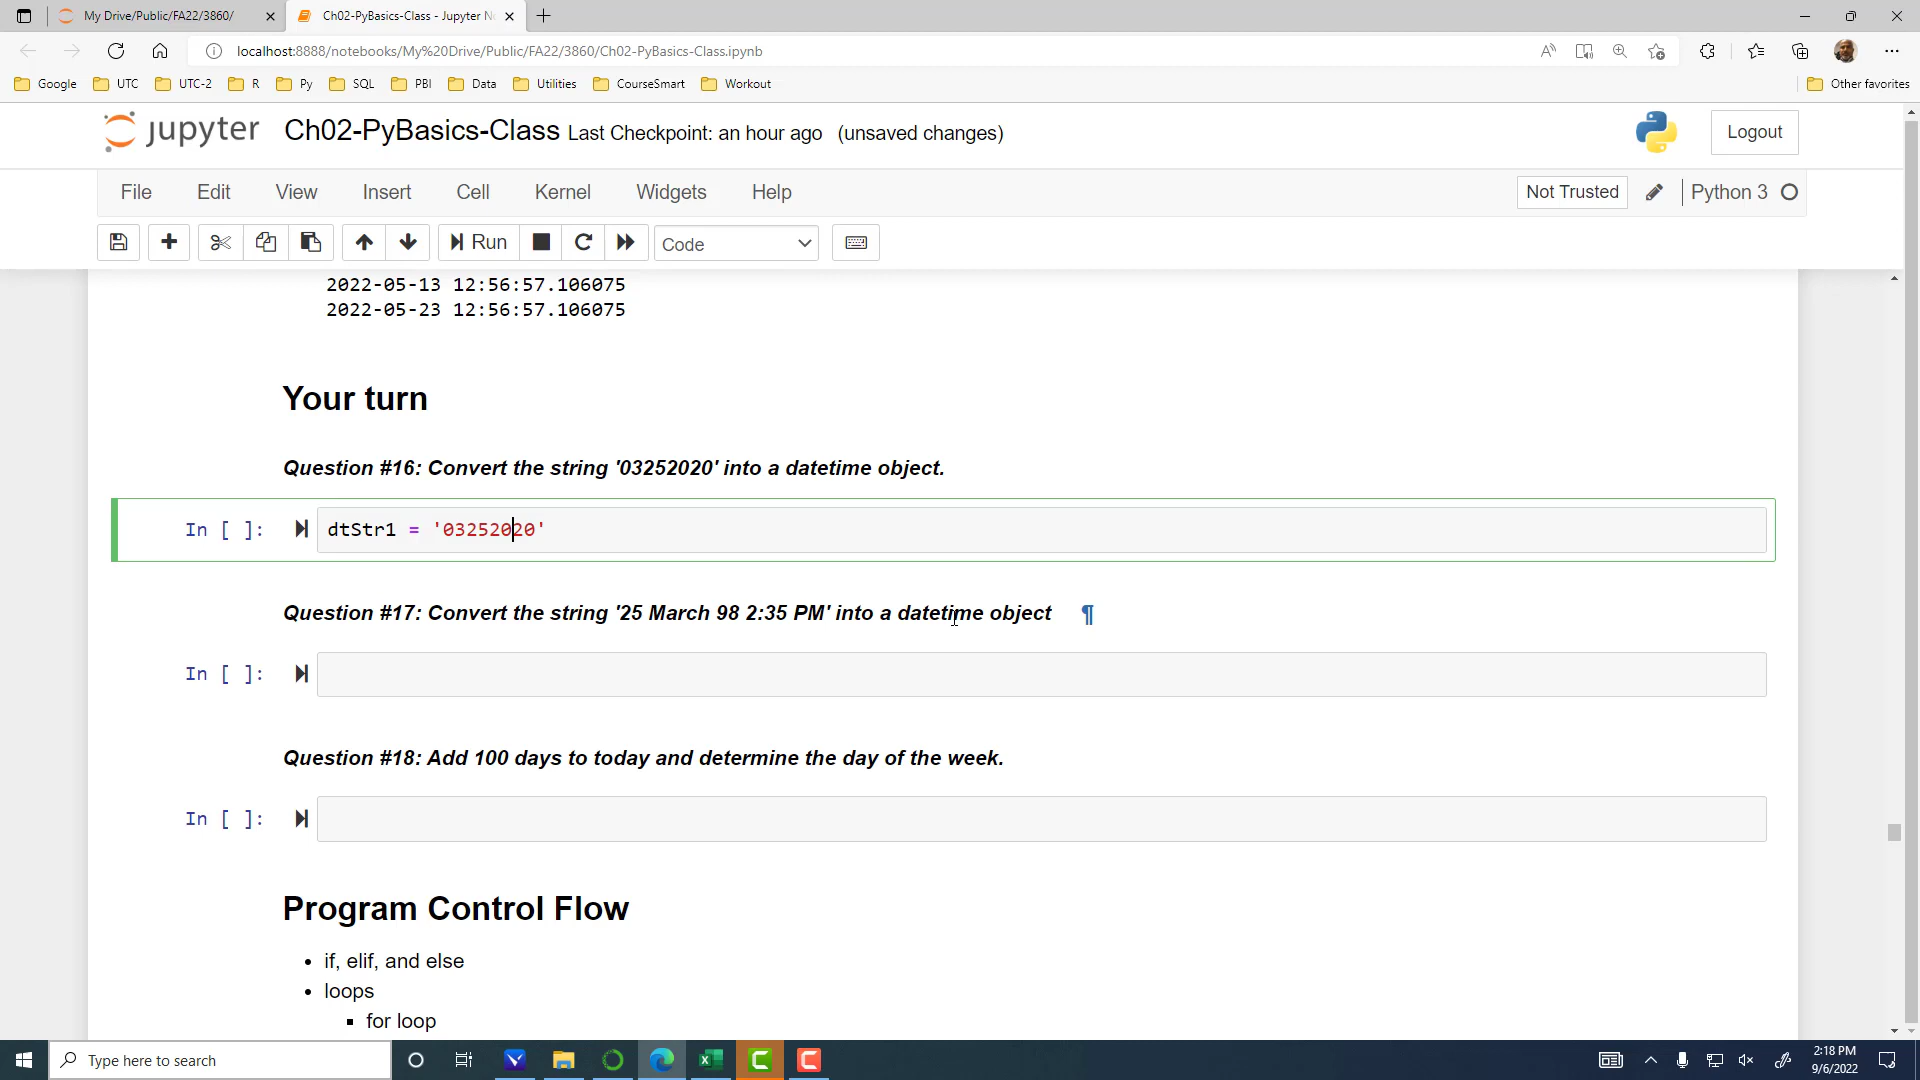 My Drive/Public/FA22/3860/
Ch02-PyBasics-Class - Jupyter N
localhost:8888/notebooks/My%20Drive/Public/FA22/3860/Ch02-PyBasics-Class.ipynb
Google UTC UTC-2 R Py SQL PBI Data Utilities CourseSmart Workout Other favorites
jupyter Ch02-PyBasics-Class Last Checkpoint: an hour ago (unsaved changes) Logout
File Edit View Insert Cell Kernel Widgets Help Not Trusted Python 3
Run Code
2022-05-13 12:56:57.106075
2022-05-23 12:56:57.106075
Your turn
Question #16: Convert the string '03252020' into a datetime object.
In [ ]: dtStr1 = '03252020'
Question #17: Convert the string '25 March 98 2:35 PM' into a datetime object ¶
In [ ]:
Question #18: Add 100 days to today and determine the day of the week.
In [ ]:
Program Control Flow
• if, elif, and else
• loops
▪ for loop
Type here to search
2:18 PM
9/6/2022